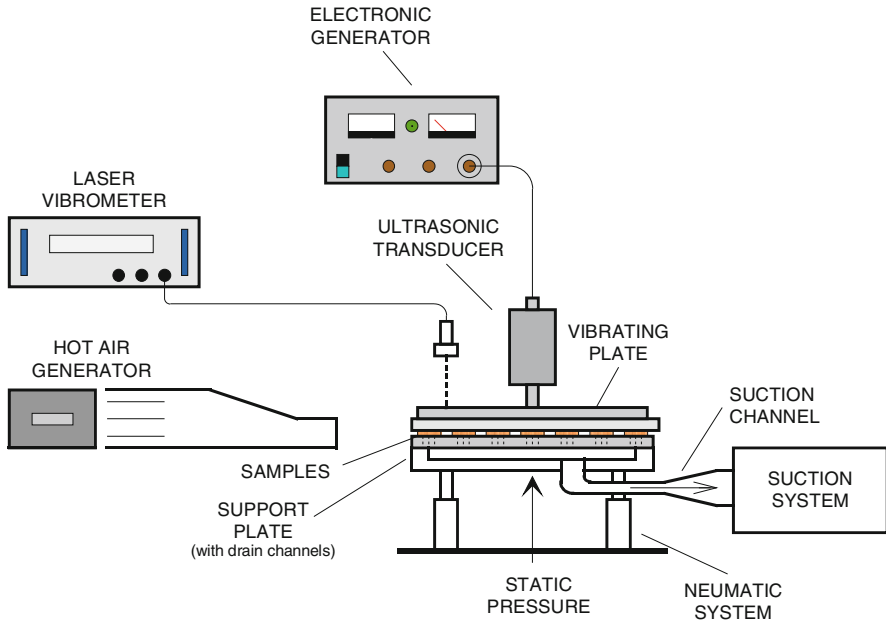 ELECTRONIC
GENERATOR
LASER
VIBROMETER
ULTRASONIC
TRANSDUCER
HOT AIR
GENERATOR
VIBRATING
PLATE
SUCTION
CHANNEL
SAMPLES
SUPPORT
PLATE
(with drain channels)
SUCTION
SYSTEM
STATIC
PRESSURE
NEUMATIC
SYSTEM